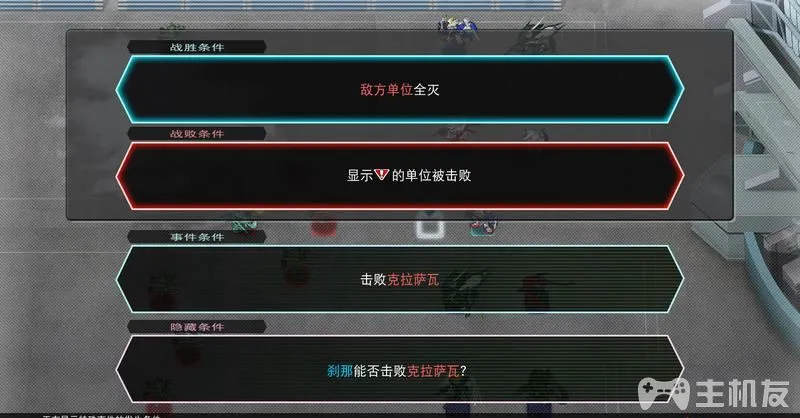 战胜条件
敌方单位全灭
战败条件
显示!的单位被击败
事件条件
击败克拉萨瓦
隐藏条件
刹那能否击败克拉萨瓦?
主机友